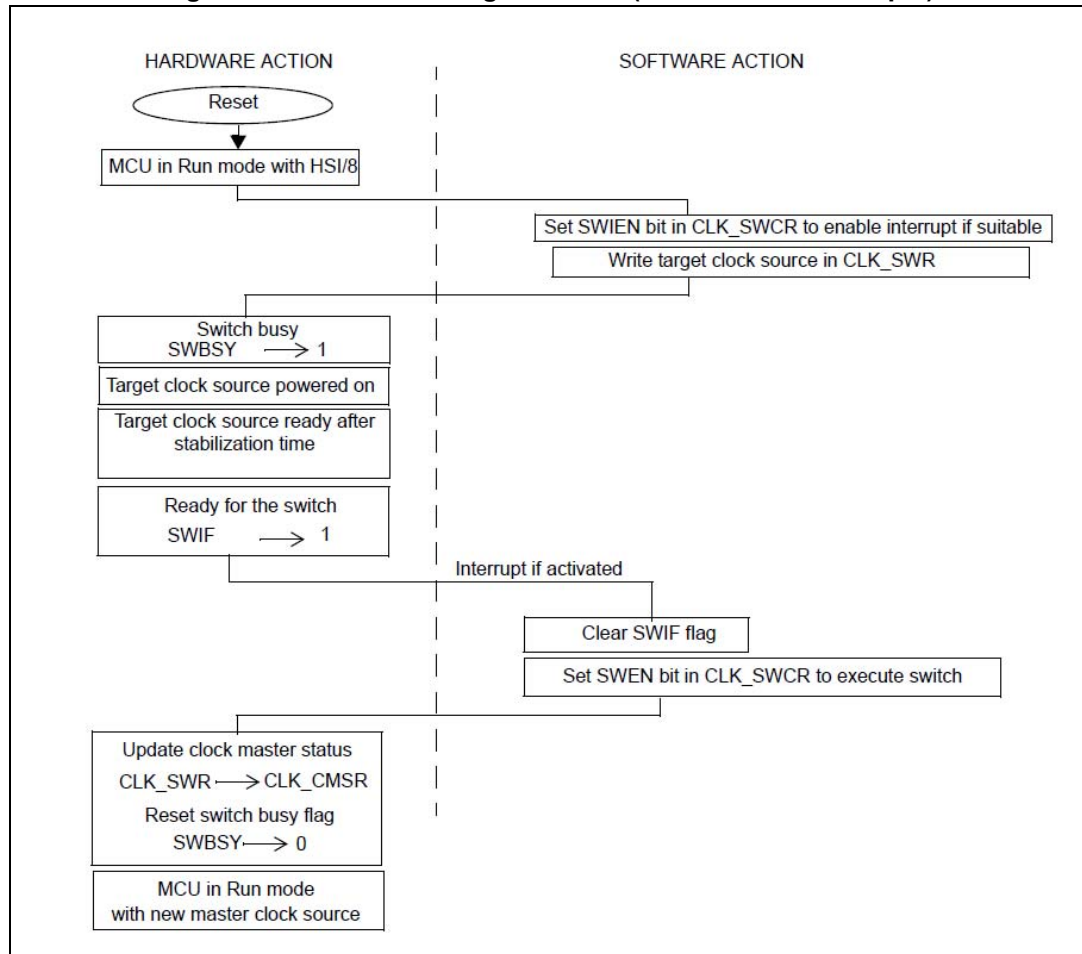 HARDWARE ACTION
SOFTWARE ACTION
Reset
MCU in Run mode with HSI/8
Set SWIEN bit in CLK_SWCR to enable interrupt if suitable
Write target clock source in CLK_SWR
Switch busy
SWBSY → 1
Target clock source powered on
Target clock source ready after
stabilization time
Ready for the switch
SWIF → 1
Interrupt if activated
Clear SWIF flag
Set SWEN bit in CLK_SWCR to execute switch
Update clock master status
CLK_SWR → CLK_CMSR
Reset switch busy flag
SWBSY → 0
MCU in Run mode
with new master clock source